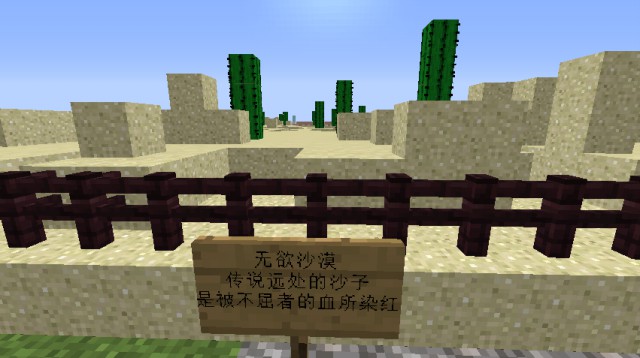 无欲沙漠
传说远处的沙子
是被不屈者的血所染红